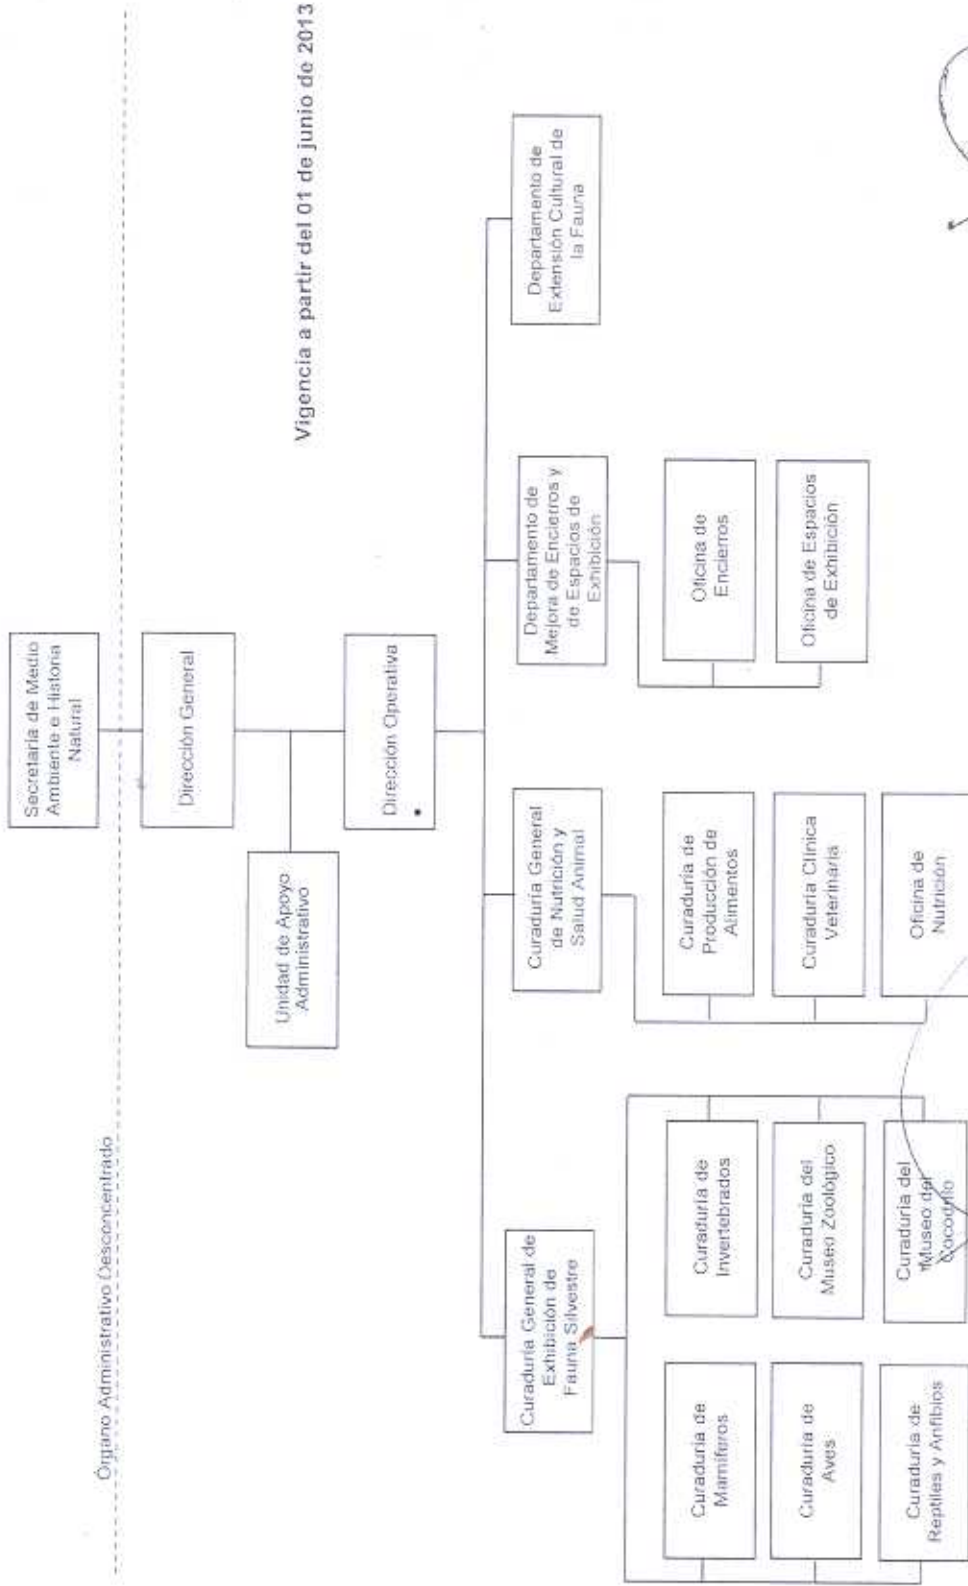 Secretaría de Medio
Ambiente e Historia
Natural
Órgano Administrativo Desconcentrado
Dirección General
Unidad de Apoyo
Administrativo
Vigencia a partir del 01 de junio de 2013
Dirección Operativa
Curaduría General de
Exhibición de
Fauna Silvestre
Curaduría General
de Nutrición y
Salud Animal
Departamento de
Mejora de Encierros y
de Espacios de
Exhibición
Departamento de
Extensión Cultural de
la Fauna
Curaduría de
Mamíferos
Curaduría de
Aves
Curaduría de
Reptiles y Anfibios
Curaduría de
Invertebrados
Curaduría del
Museo Zoológico
Curaduría del
Museo del
Cocodrilo
Curaduría de
Producción de
Alimentos
Curaduría Clínica
Veterinaria
Oficina de
Nutrición
Oficina de
Encierros
Oficina de Espacios
de Exhibición